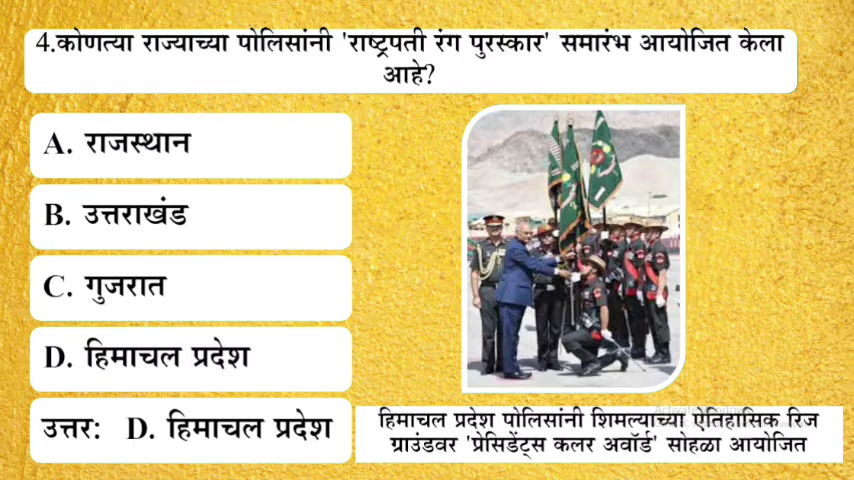 4.कोणत्या राज्याच्या पोलिसांनी 'राष्ट्रपती रंग पुरस्कार' समारंभ आयोजित केला
आहे?
A. राजस्थान
B. उत्तराखंड
C. गुजरात
D. हिमाचल प्रदेश
उत्तर: D. हिमाचल प्रदेश
हिमाचल प्रदेश पोलिसांनी शिमल्याच्या ऐतिहासिक रिज
ग्राउंडवर 'प्रेसिडेंट्स कलर अवॉर्ड' सोहळा आयोजित